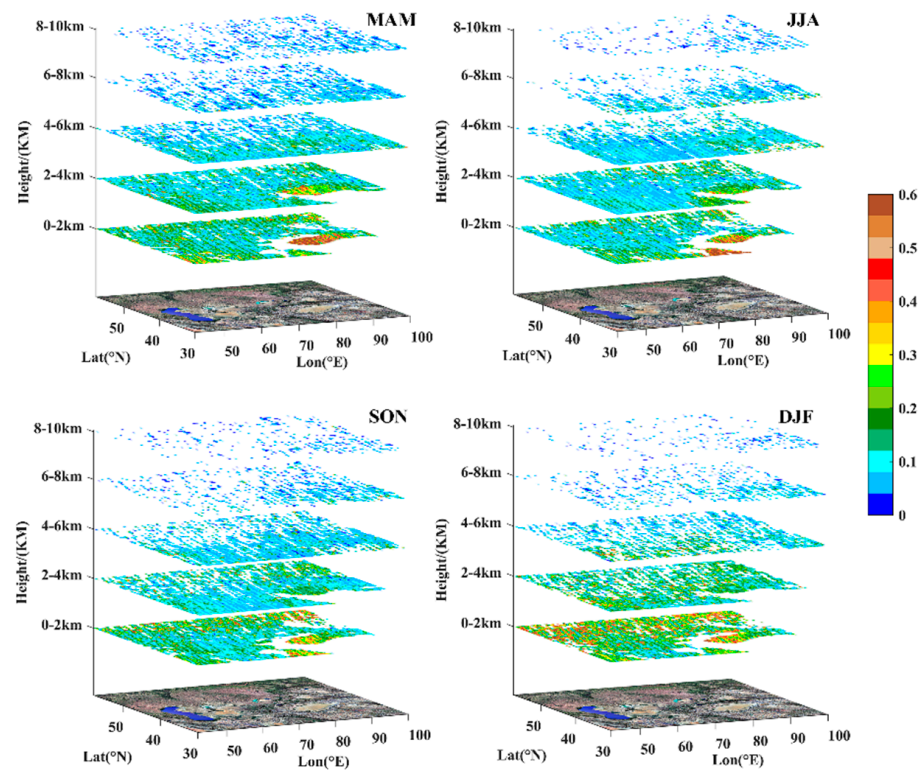 MAM
8-10km
6-8km
4-6km
2-4km
0-2km
Height/(KM)
50
40
30
Lat(°N)
50
60
70
80
90
100
Lon(°E)
JJA
8-10km
6-8km
4-6km
2-4km
0-2km
Height/(KM)
50
40
30
Lat(°N)
50
60
70
80
90
100
Lon(°E)
0.6
0.5
0.4
0.3
0.2
0.1
0
SON
8-10km
6-8km
4-6km
2-4km
0-2km
Height/(KM)
50
40
30
Lat(°N)
50
60
70
80
90
100
Lon(°E)
DJF
8-10km
6-8km
4-6km
2-4km
0-2km
Height/(KM)
50
40
30
Lat(°N)
50
60
70
80
90
100
Lon(°E)